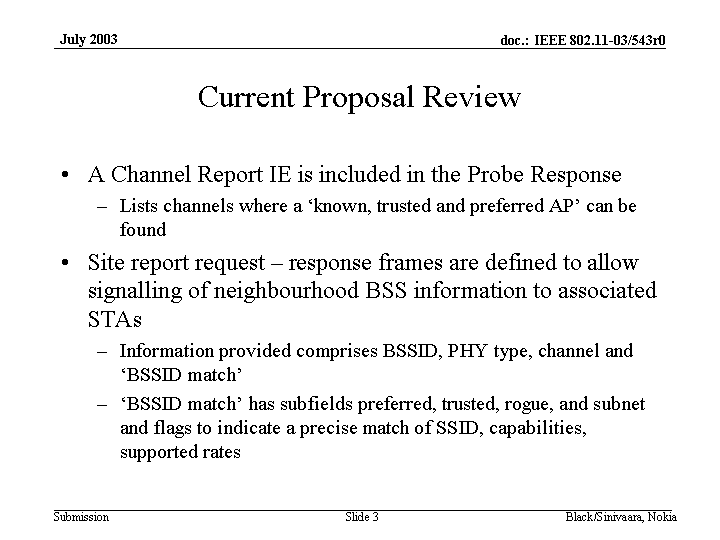 July 2003
doc.: IEEE 802.11-03/543r0
Current Proposal Review
• A Channel Report IE is included in the Probe Response
– Lists channels where a ‘known, trusted and preferred AP’ can be
found
• Site report request – response frames are defined to allow
signalling of neighbourhood BSS information to associated
STAs
– Information provided comprises BSSID, PHY type, channel and
‘BSSID match’
– ‘BSSID match’ has subfields preferred, trusted, rogue, and subnet
and flags to indicate a precise match of SSID, capabilities,
supported rates
Submission
Slide 3
Black/Sinivaara, Nokia